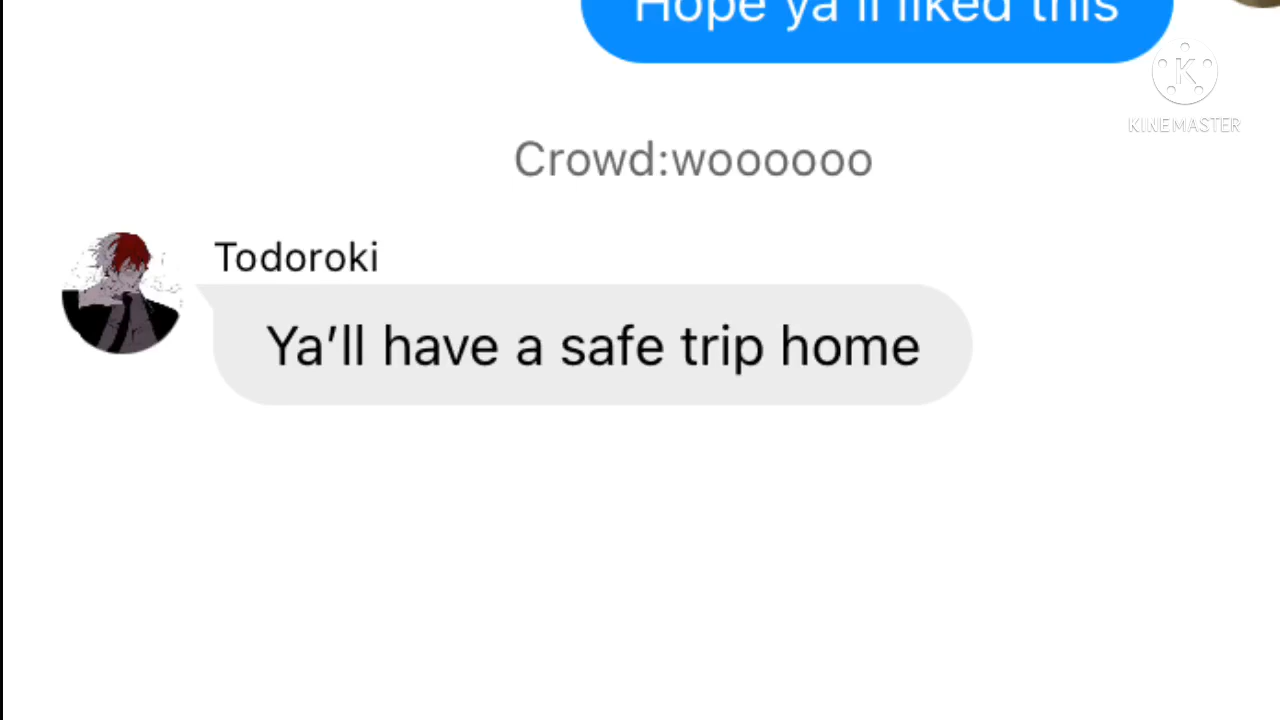 Hope ya'll liked this
KINEMASTER
Crowd:woooooo
Todoroki
Ya’ll have a safe trip home